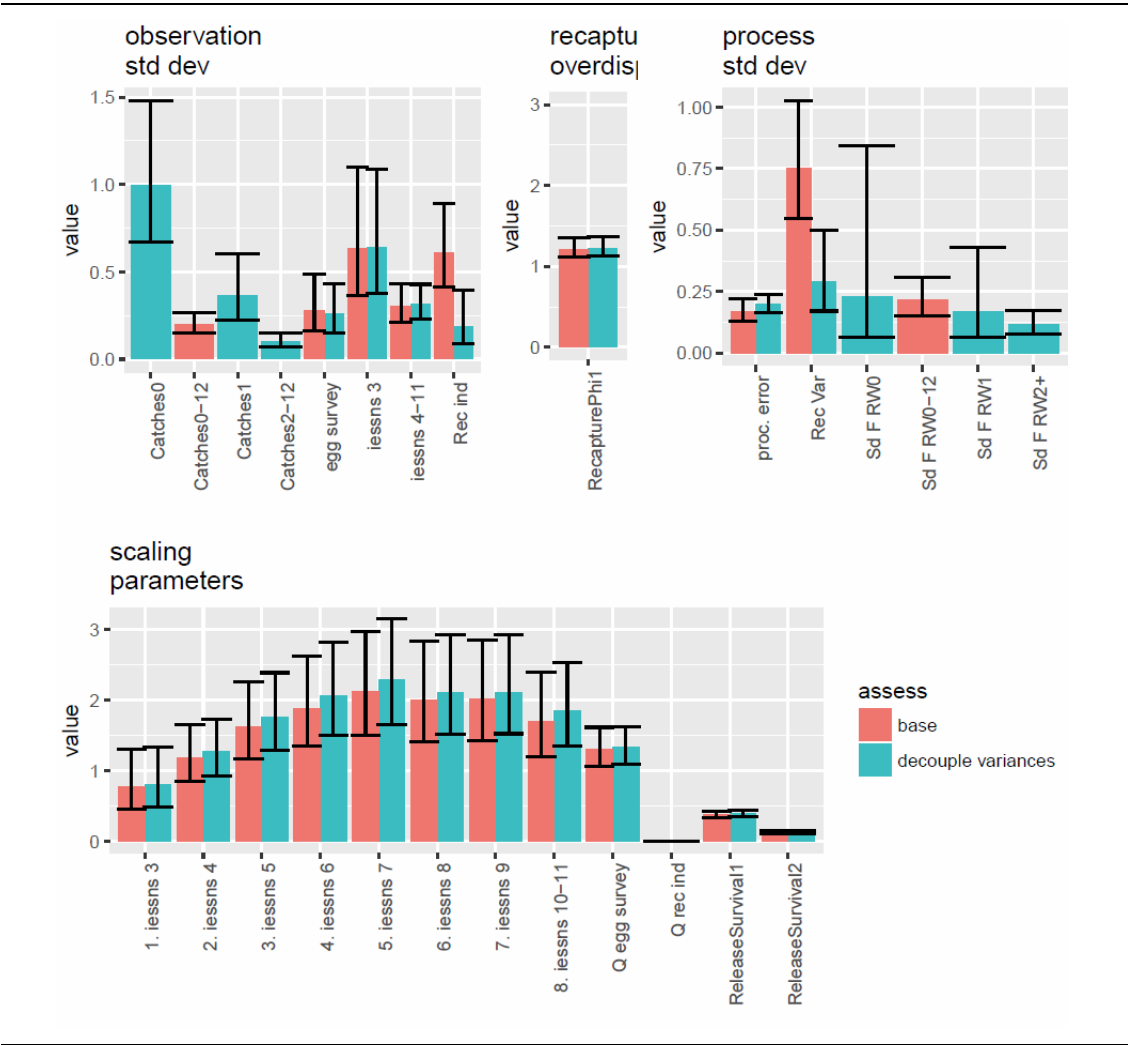 observation
std dev
value
1.5
1.0
0.5
0.0
Catches0
Catches0−12
Catches1
Catches2−12
egg survey
iessns 3
iessns 4−11
Rec ind
recaptu
overdis
value
3
2
1
0
RecapturePhi1
process
std dev
value
1.00
0.75
0.50
0.25
0.00
proc. error
Rec Var
Sd F RW0
Sd F RW0−12
Sd F RW1
Sd F RW2+
scaling
parameters
value
3
2
1
0
1. iessns 3
2. iessns 4
3. iessns 5
4. iessns 6
5. iessns 7
6. iessns 8
7. iessns 9
8. iessns 10−11
Q egg survey
Q rec ind
ReleaseSurvival1
ReleaseSurvival2
assess
base
decouple variances